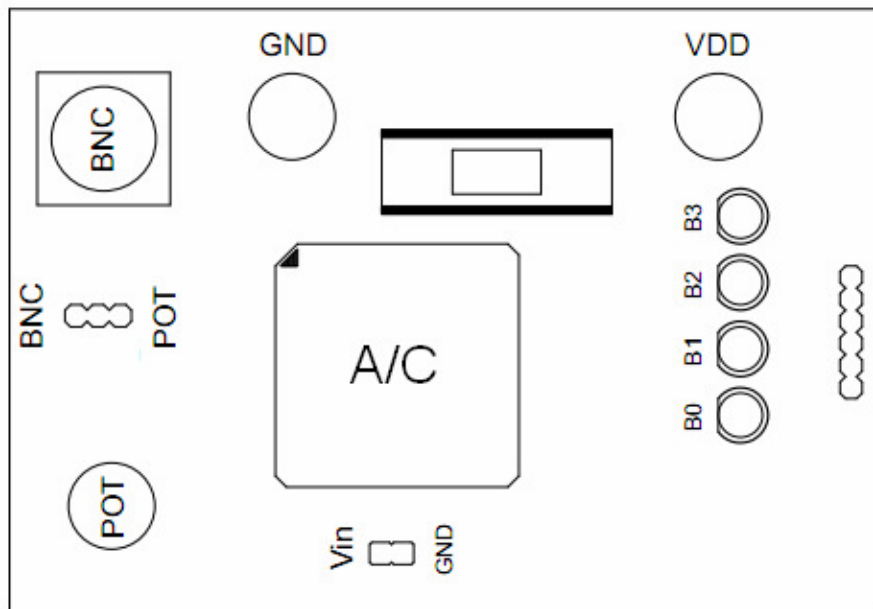 GND
VDD
BNC
B3
B2
BNC
POT
B1
A/C
B0
POT
Vin
GND